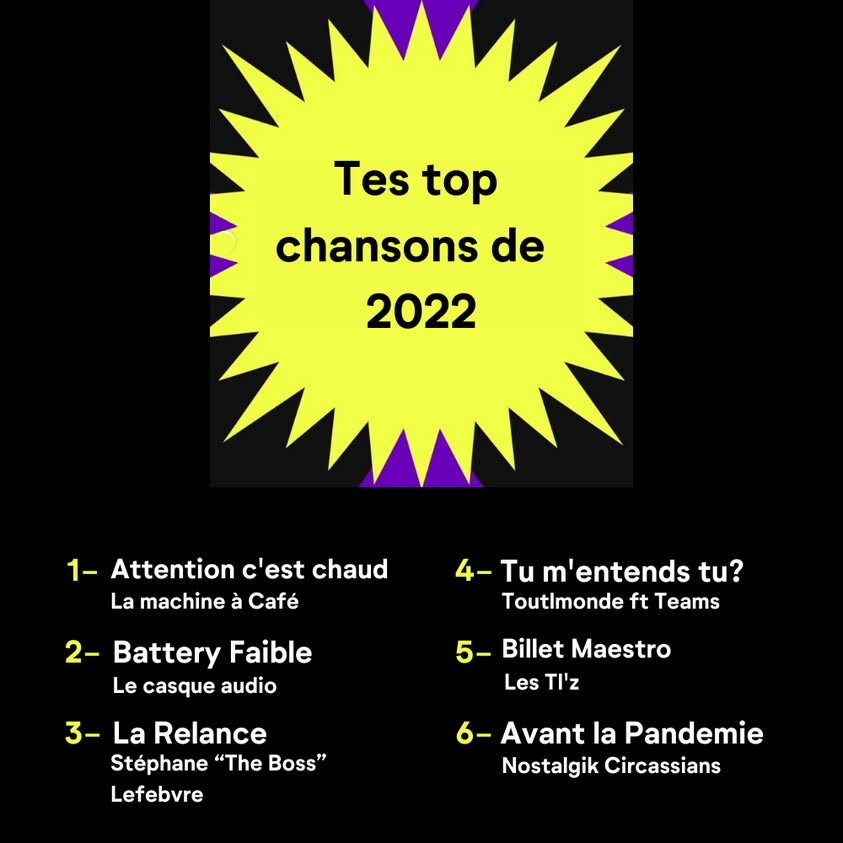 Tes top
chansons de
2022
1– Attention c'est chaud
La machine à Café
2– Battery Faible
Le casque audio
3– La Relance
Stéphane “The Boss”
Lefebvre
4– Tu m'entends tu?
Toutlmonde ft Teams
5– Billet Maestro
Les TI'z
6– Avant la Pandemie
Nostalgik Circassians